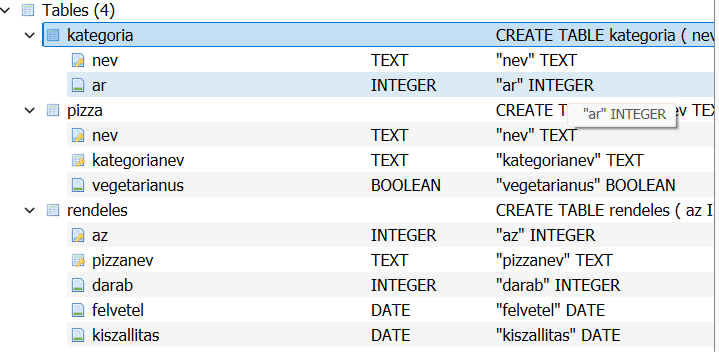 Tables (4)
kategoria CREATE TABLE kategoria ( nev
nev TEXT "nev" TEXT
ar INTEGER "ar" INTEGER
pizza CREATE T "ar" INTEGER ev TEX
nev TEXT "nev" TEXT
kategorianev TEXT "kategorianev" TEXT
vegetarianus BOOLEAN "vegetarianus" BOOLEAN
rendeles CREATE TABLE rendeles ( az I
az INTEGER "az" INTEGER
pizzanev TEXT "pizzanev" TEXT
darab INTEGER "darab" INTEGER
felvetel DATE "felvetel" DATE
kiszallitas DATE "kiszallitas" DATE